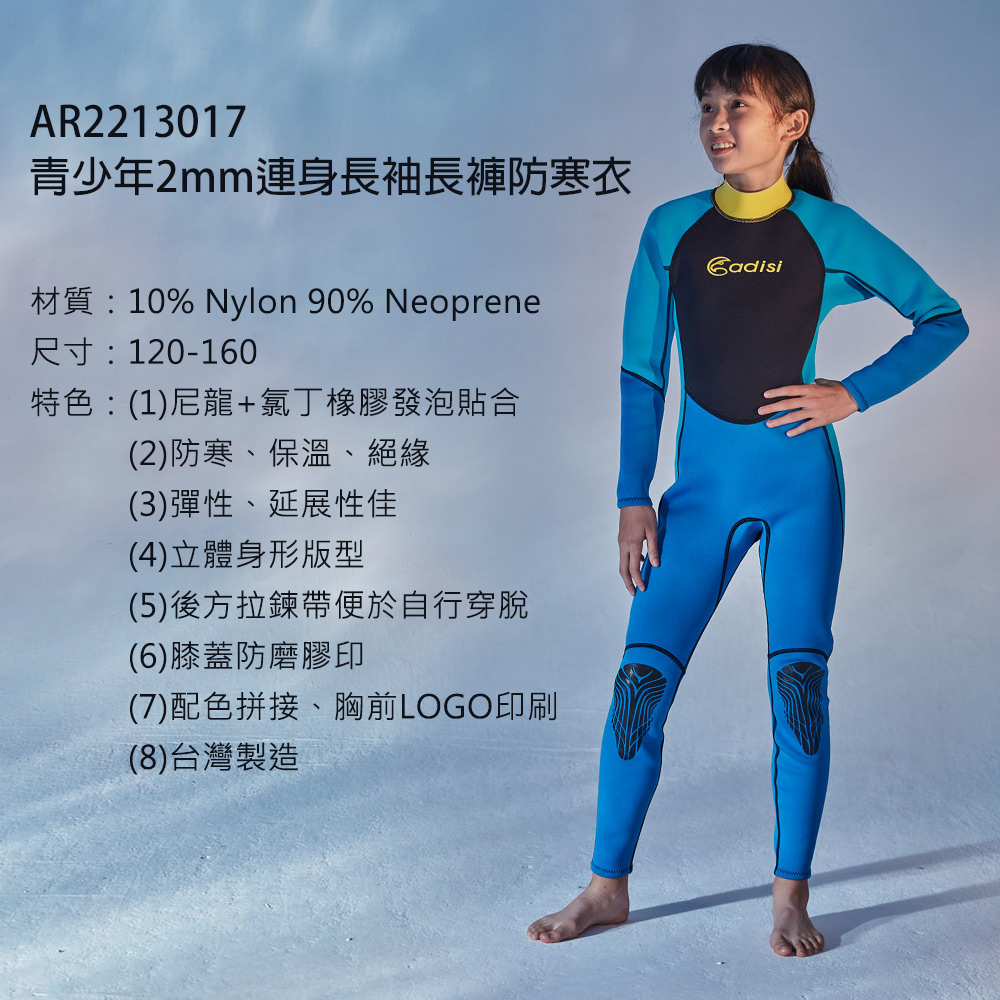 AR2213017
青少年2mm連身長袖長褲防寒衣
材質：10% Nylon 90% Neoprene
尺寸：120-160
特色：(1)尼龍+氯丁橡膠發泡貼合
(2)防寒、保溫、絕緣
(3)彈性、延展性佳
(4)立體身形版型
(5)後方拉鍊帶便於自行穿脫
(6)膝蓋防磨膠印
(7)配色拼接、胸前LOGO印刷
(8)台灣製造
adisi